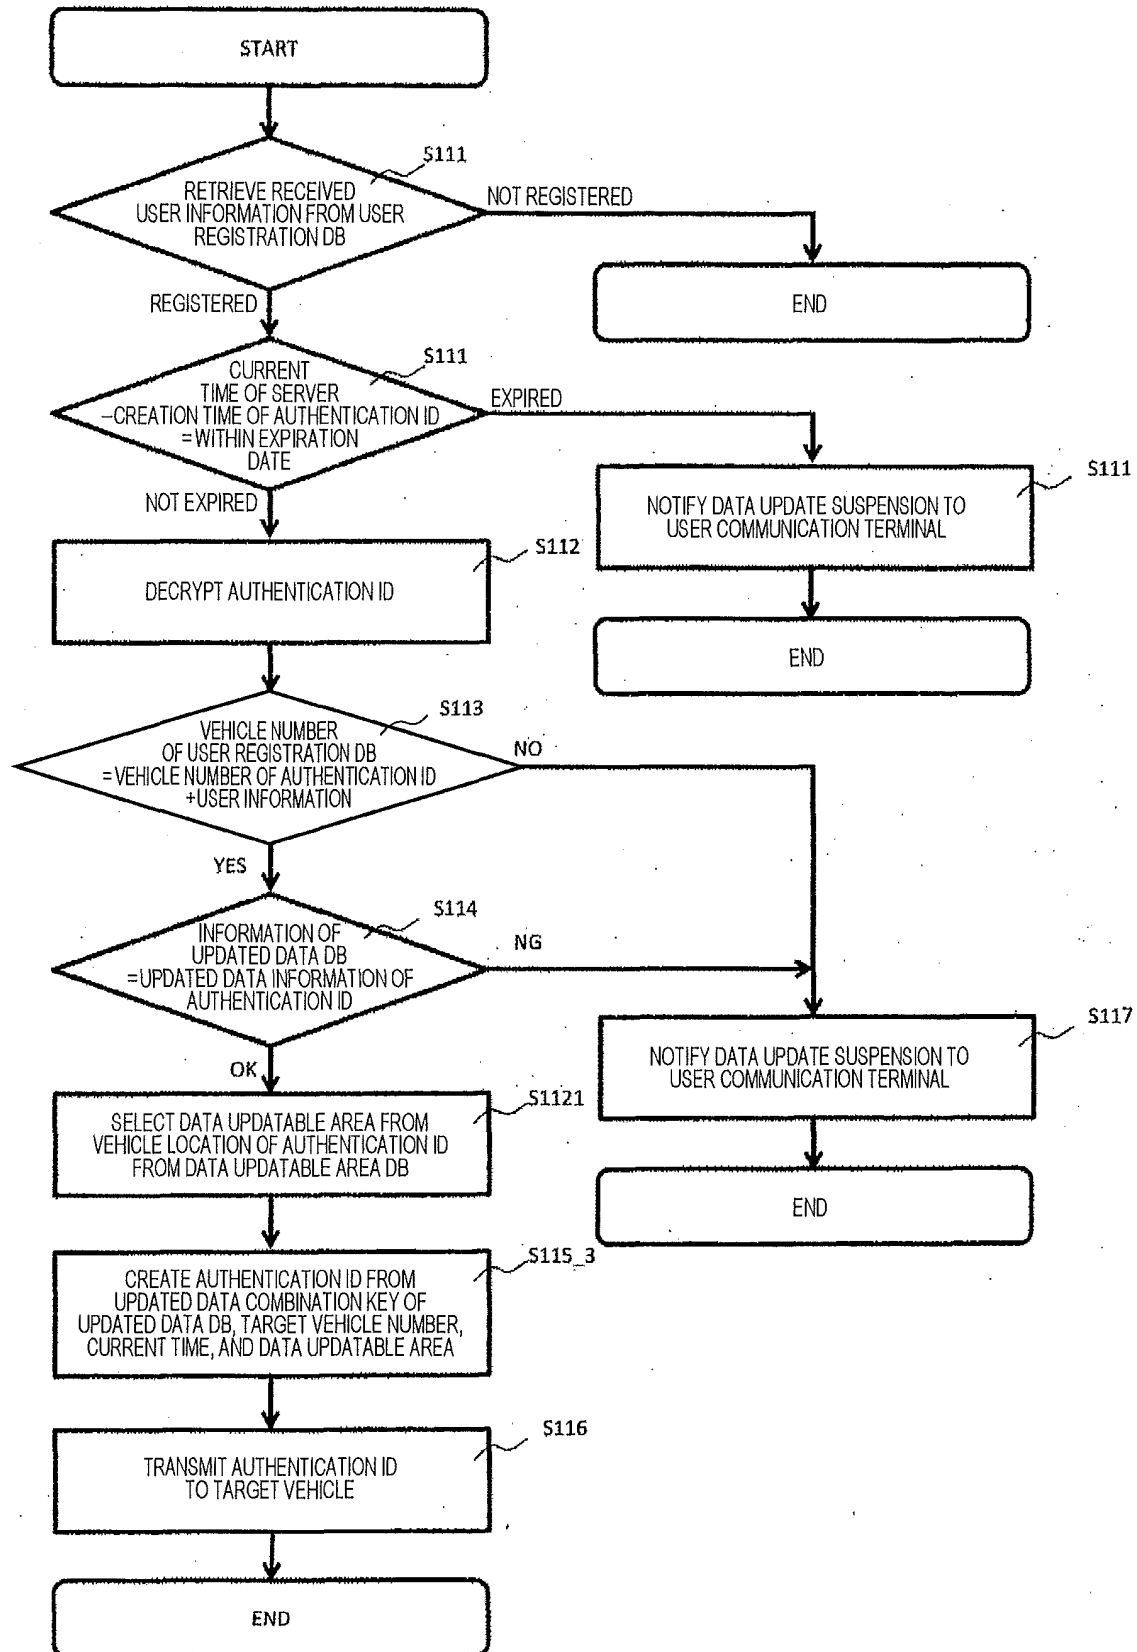 START
S111
RETRIEVE RECEIVED
USER INFORMATION FROM USER
REGISTRATION DB
NOT REGISTERED
END
REGISTERED
S111
CURRENT
TIME OF SERVER
−CREATION TIME OF AUTHENTICATION ID
=WITHIN EXPIRATION
DATE
EXPIRED
S111
NOTIFY DATA UPDATE SUSPENSION TO
USER COMMUNICATION TERMINAL
END
NOT EXPIRED
S112
DECRYPT AUTHENTICATION ID
S113
VEHICLE NUMBER
OF USER REGISTRATION DB
=VEHICLE NUMBER OF AUTHENTICATION ID
+USER INFORMATION
NO
YES
S114
INFORMATION OF
UPDATED DATA DB
=UPDATED DATA INFORMATION OF
AUTHENTICATION ID
NG
S117
NOTIFY DATA UPDATE SUSPENSION TO
USER COMMUNICATION TERMINAL
END
OK
S1121
SELECT DATA UPDATABLE AREA FROM
VEHICLE LOCATION OF AUTHENTICATION ID
FROM DATA UPDATABLE AREA DB
S115_3
CREATE AUTHENTICATION ID FROM
UPDATED DATA COMBINATION KEY OF
UPDATED DATA DB, TARGET VEHICLE NUMBER,
CURRENT TIME, AND DATA UPDATABLE AREA
S116
TRANSMIT AUTHENTICATION ID
TO TARGET VEHICLE
END